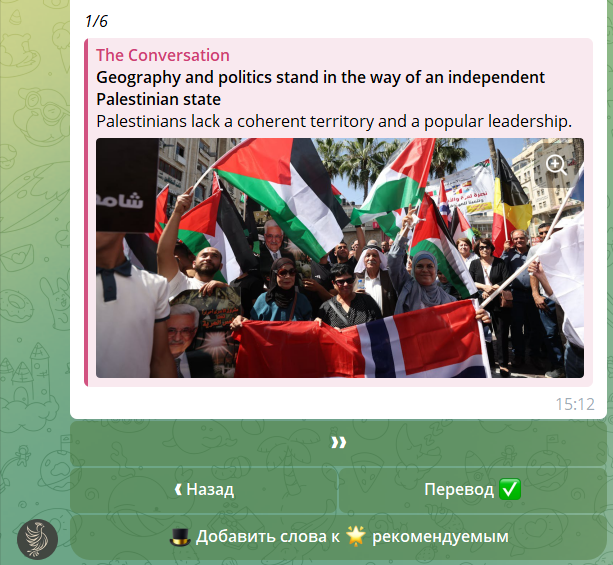 1/6
The Conversation
Geography and politics stand in the way of an independent
Palestinian state
Palestinians lack a coherent territory and a popular leadership.
شامـ
15:12
»
‹ Назад
Перевод ✅
🎩 Добавить слова к 🌟 рекомендуемым